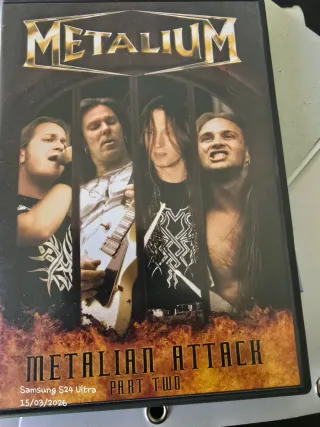 METALIUM
METALIAN ATTACK
PART TWO
Samsung S24 Ultra
15/03/2026